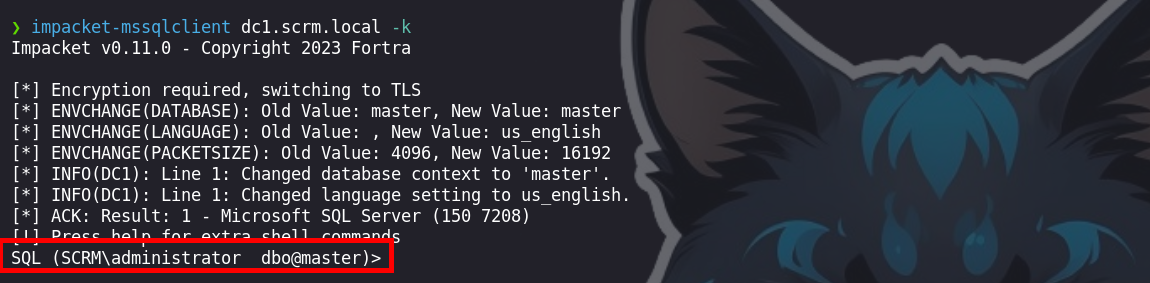 ❯ impacket-mssqlclient dc1.scrm.local -k
Impacket v0.11.0 - Copyright 2023 Fortra
[*] Encryption required, switching to TLS
[*] ENVCHANGE(DATABASE): Old Value: master, New Value: master
[*] ENVCHANGE(LANGUAGE): Old Value: , New Value: us_english
[*] ENVCHANGE(PACKETSIZE): Old Value: 4096, New Value: 16192
[*] INFO(DC1): Line 1: Changed database context to 'master'.
[*] INFO(DC1): Line 1: Changed language setting to us_english.
[*] ACK: Result: 1 - Microsoft SQL Server (150 7208)
[!] Press help for extra shell commands
SQL (SCRM\administrator  dbo@master)>